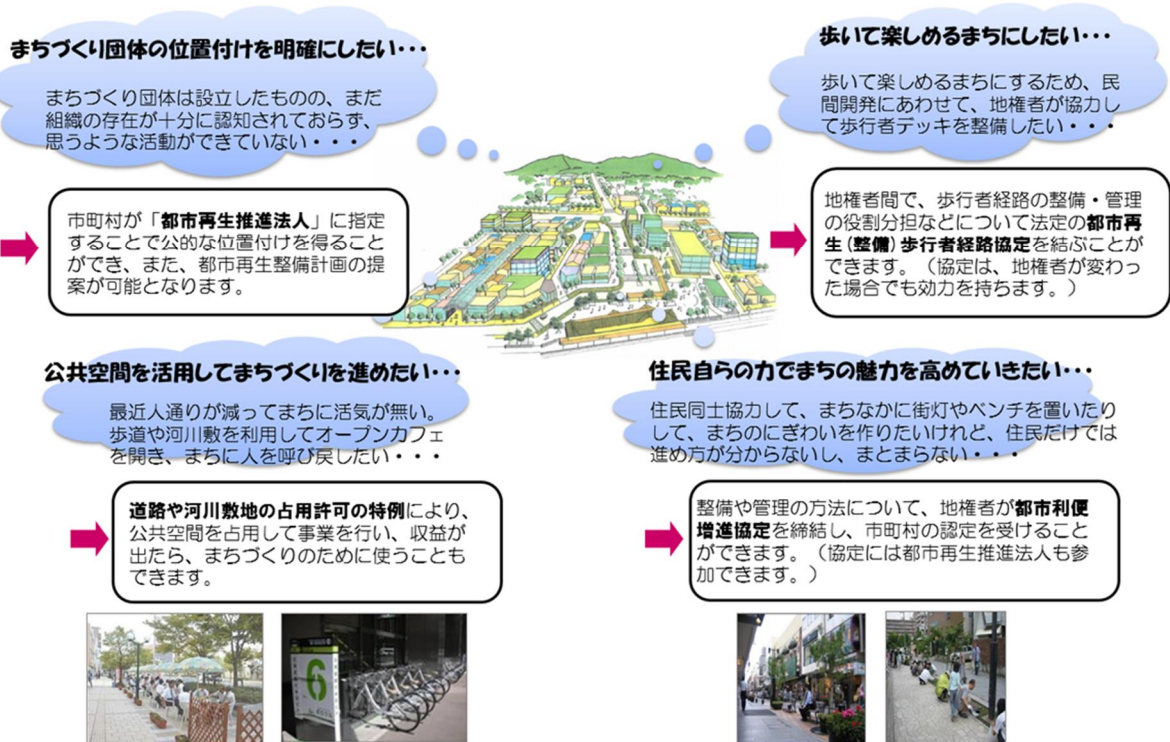 まちづくり団体の位置付けを明確にしたい・・・
まちづくり団体は設立したものの、まだ
組織の存在が十分に認知されておらず、
思うような活動ができていない・・・
市町村が「都市再生推進法人」に指定
することで公的な位置付けを得ること
ができ、また、都市再生整備計画の提
案が可能となります。
歩いて楽しめるまちにしたい・・・
歩いて楽しめるまちにするため、民
間開発にあわせて、地権者が協力し
て歩行者デッキを整備したい・・・
地権者間で、歩行者経路の整備・管理
の役割分担などについて法定の都市再
生(整備)歩行者経路協定を結ぶことが
できます。（協定は、地権者が変わっ
た場合でも効力を持ちます。）
公共空間を活用してまちづくりを進めたい・・・
最近人通りが減ってまちに活気が無い。
歩道や河川敷を利用してオープンカフェ
を開き、まちに人を呼び戻したい・・・
道路や河川敷地の占用許可の特例により、
公共空間を占用して事業を行い、収益が
出たら、まちづくりのために使うことも
できます。
住民自らの力でまちの魅力を高めていきたい・・・
住民同士協力して、まちなかに街灯やベンチを置いたり
して、まちのにぎわいを作りたいけれど、住民だけでは
進め方が分からないし、まとまらない・・・
整備や管理の方法について、地権者が都市利便
増進協定を締結し、市町村の認定を受けること
ができます。（協定には都市再生推進法人も参
加できます。）
6